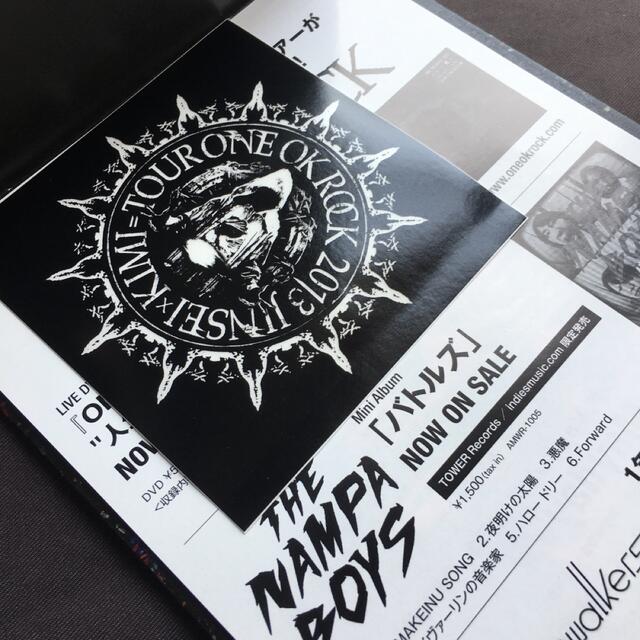 TOUR ONE OK ROCK 2013 JINSEI×KIMI=
アーが
www.oneokrock.com
LIVE D
『O
"人
NOW
DVD ¥5
<収録内
THE
NAMPA
BOYS
Mini Album
「バトルズ」
NOW ON SALE
TOWER Records / indiesmusic.com 限定発売
¥1,500(tax in) AMWR-1005
MAKEINU SONG 2.夜明けの太陽 3.悪魔
ヴァーリンの音楽家 5.ハロー トリー 6.Forward
walker